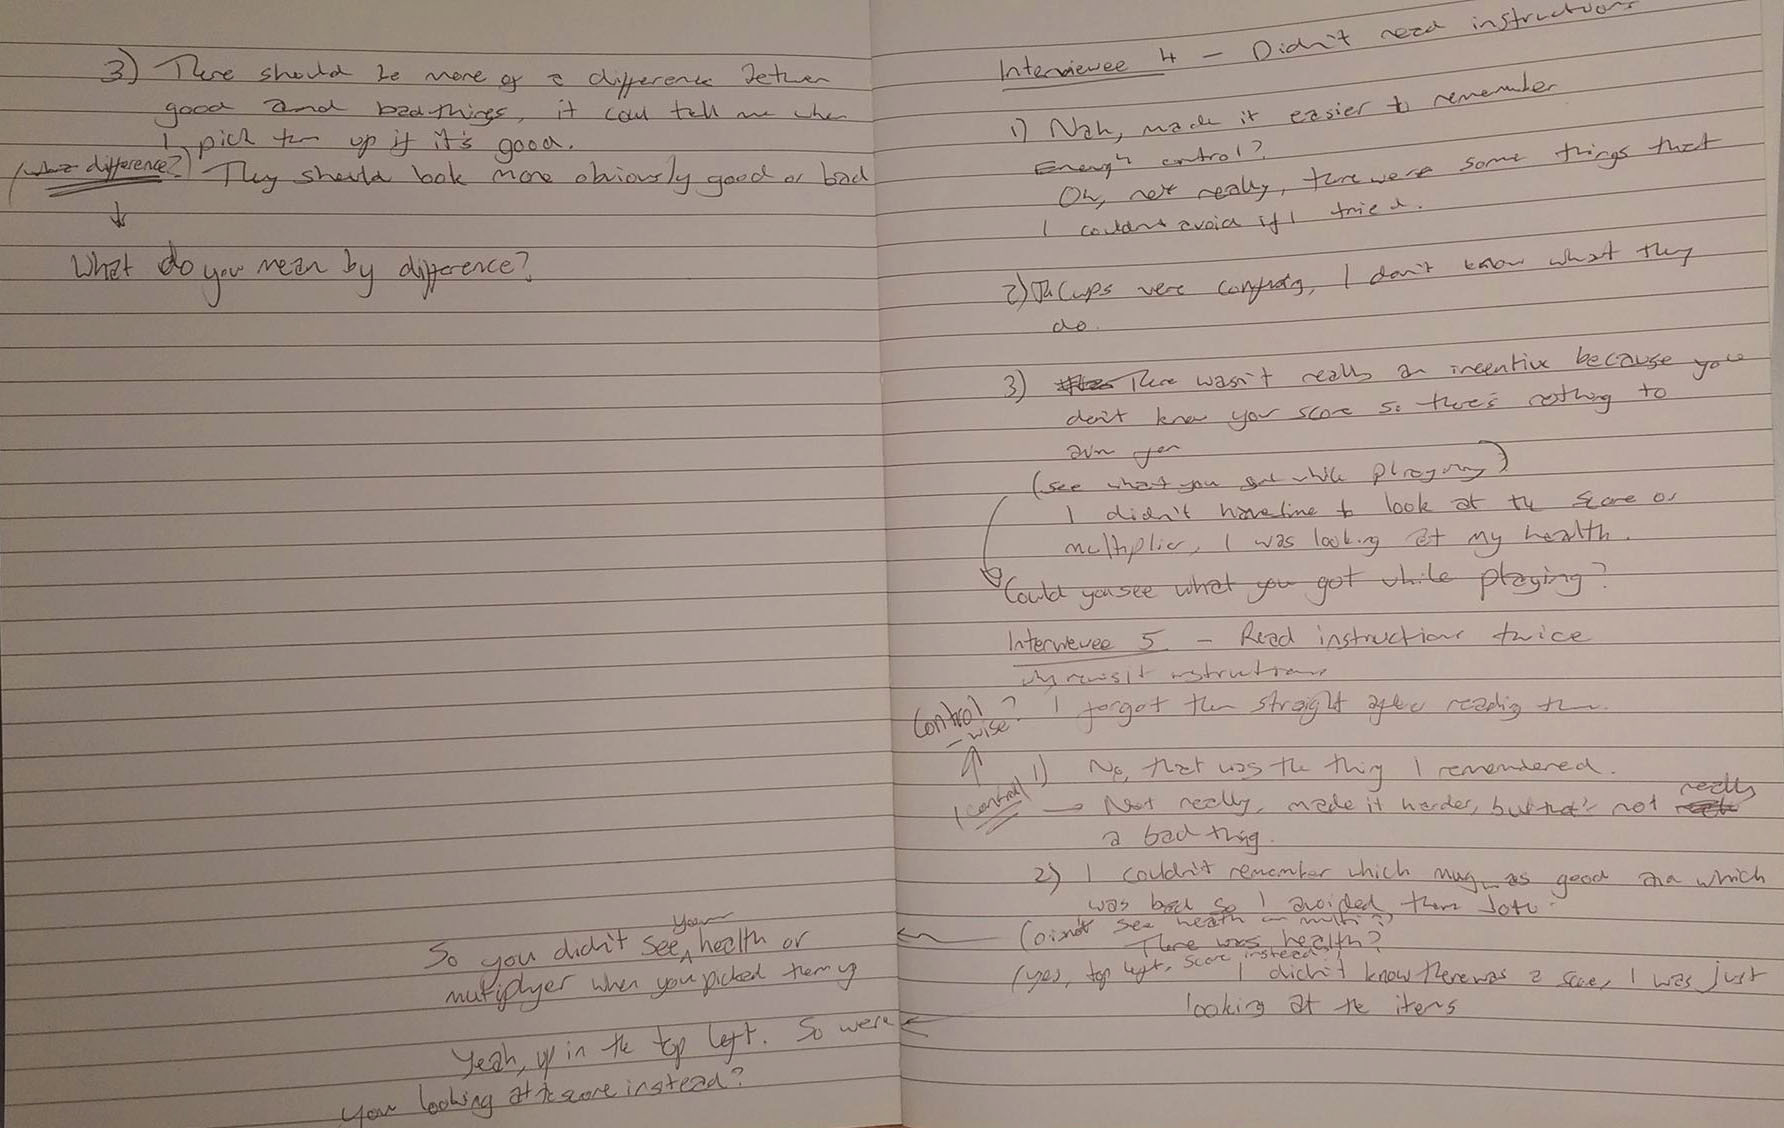 3) There should be more of a difference between
good and bad things, it could tell me when
I pick them up if it's good.
difference?) They should look more obviously good or bad
What do you mean by difference?
So you didn't see your health or
multiplyer when you picked them up
Yeah, up in the top left. So were
you looking at the score instead?
Interviewee 4 - Didn't read instructions
1) Nah, made it easier to remember
Enough control?
Oh, not really, there were some things that
I couldn't avoid if I tried.
2) The cups were confusing, I don't know what they
do.
3) There wasn't really an incentive because you
don't know your score so there's nothing to
(see what you got while playing)
I didn't have time to look at the score or
multiplier, I was looking at my health.
Could you see what you got while playing?
Interviewee 5 - Read instructions twice
Why revisit instructions
Control -wise? I forgot them straight after reading them.
1) No, that was the thing I remembered.
(control) → Not really, made it harder, but that's not really
a bad thing.
2) I couldn't remember which mug was good and which
was bad so I avoided them both.
(Didn't see health or multi?)
There was health?
(yes, top left, score instead)
I didn't know there was a score, I was just
looking at the items